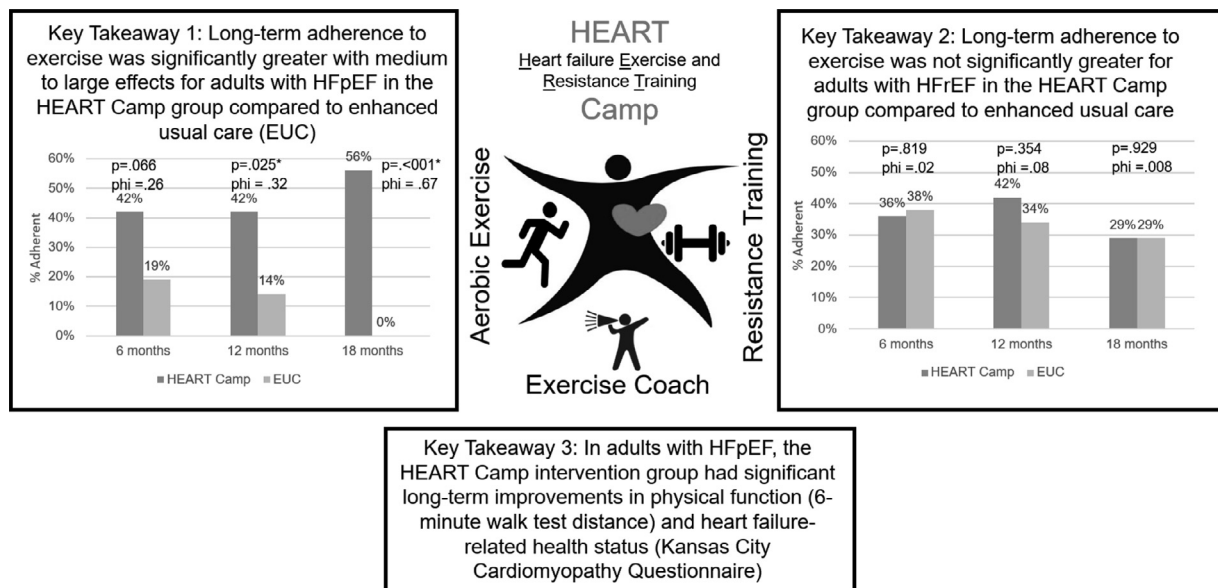 Key Takeaway 1: Long-term adherence to
exercise was significantly greater with medium
to large effects for adults with HFpEF in the
HEART Camp group compared to enhanced
usual care (EUC)
% Adherent
60%
50%
40%
30%
20%
10%
0%
p=.066
phi =.26
p=.025*
phi = .32
p=.<001*
phi = .67
42%
19%
42%
14%
56%
0%
6 months
12 months
18 months
HEART Camp
EUC
HEART
Heart failure Exercise and
Resistance Training
Camp
Aerobic Exercise
Resistance Training
Exercise Coach
Key Takeaway 2: Long-term adherence to
exercise was not significantly greater for
adults with HFrEF in the HEART Camp
group compared to enhanced usual care
% Adherent
60%
50%
40%
30%
20%
10%
0%
p=.819
phi =.02
p=.354
phi =.08
p=.929
phi =.008
36%
38%
42%
34%
29%
29%
6 months
12 months
18 months
HEART Camp
EUC
Key Takeaway 3: In adults with HFpEF, the
HEART Camp intervention group had significant
long-term improvements in physical function (6-
minute walk test distance) and heart failure-
related health status (Kansas City
Cardiomyopathy Questionnaire)